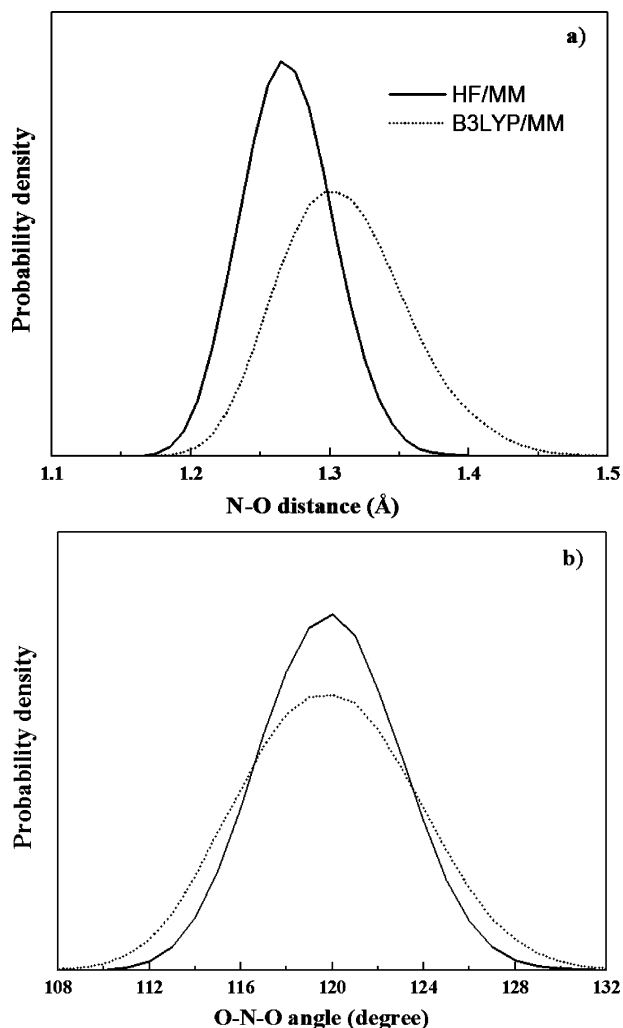 a)
HF/MM
B3LYP/MM
Probability density
1.1 1.2 1.3 1.4 1.5
N-O distance (Å)
b)
Probability density
108 112 116 120 124 128 132
O-N-O angle (degree)